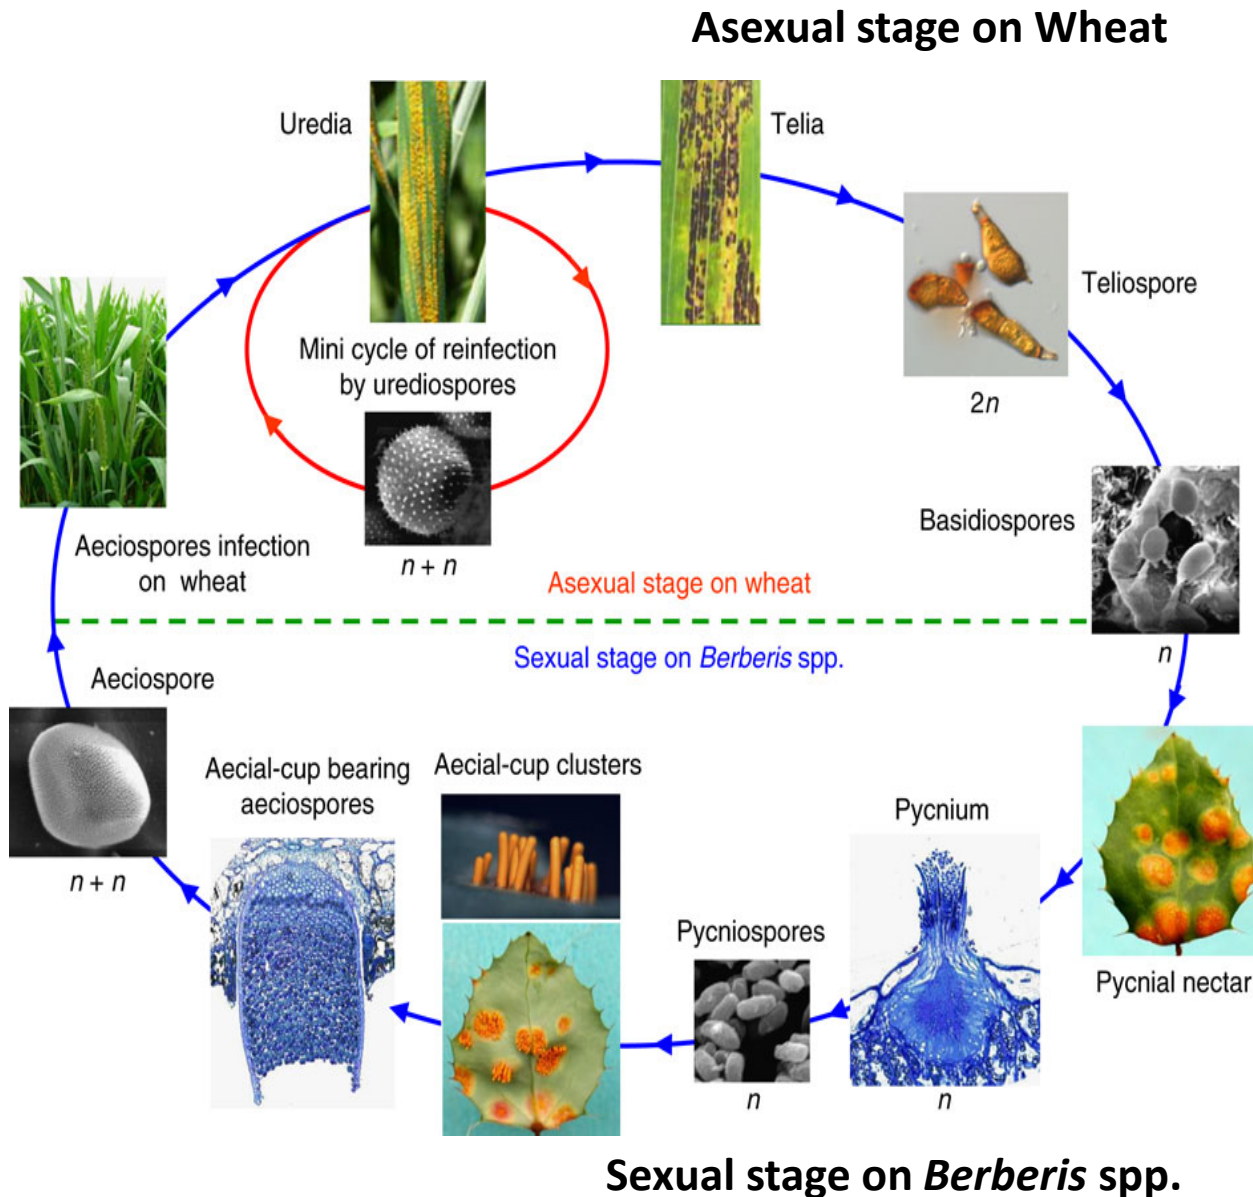 Asexual stage on Wheat
Uredia
Telia
Teliospore
2n
Mini cycle of reinfection
by urediospores
n + n
Basidiospores
n
Aeciospores infection
on wheat
Asexual stage on wheat
Sexual stage on Berberis spp.
Aeciospore
n + n
Aecial-cup bearing
aeciospores
Aecial-cup clusters
Pycniospores
n
Pycnium
n
Pycnial nectar
Sexual stage on Berberis spp.